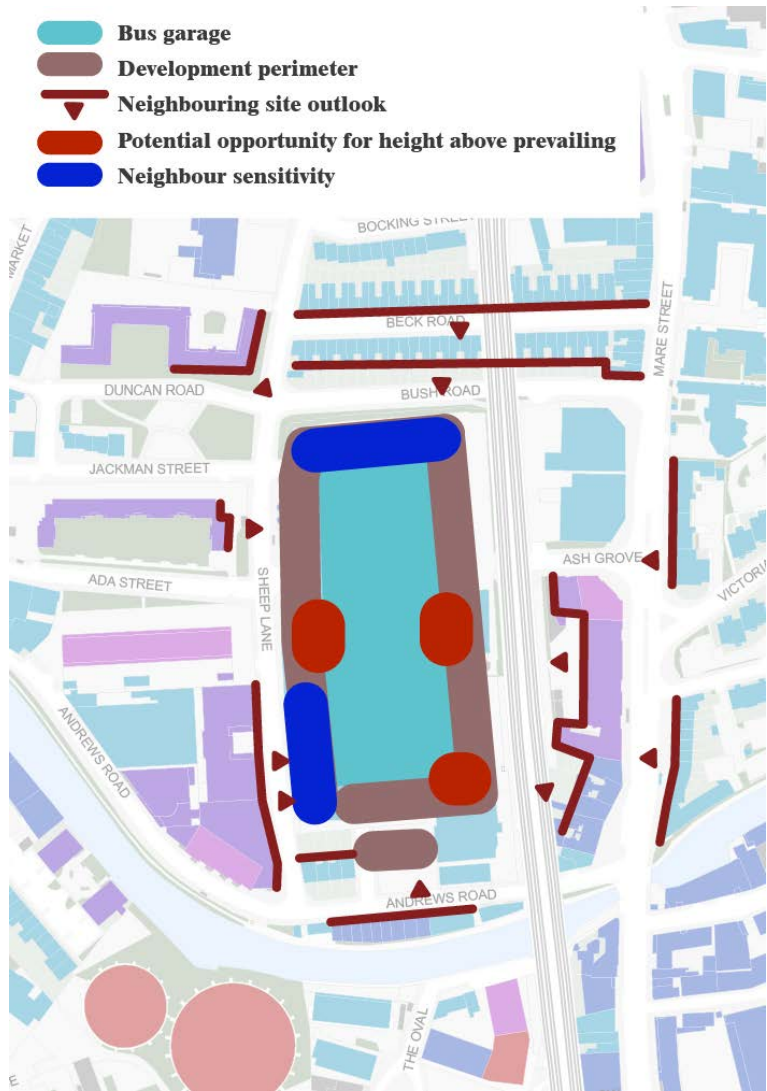 Bus garage
Development perimeter
Neighbouring site outlook
Potential opportunity for height above prevailing
Neighbour sensitivity
BOCKING STREET
MARKET
BECK ROAD
MARE STREET
DUNCAN ROAD
BUSH ROAD
JACKMAN STREET
ASH GROVE
ADA STREET
SHEEP LANE
VICTORIA
ANDREWS ROAD
ANDREWS ROAD
THE OVAL